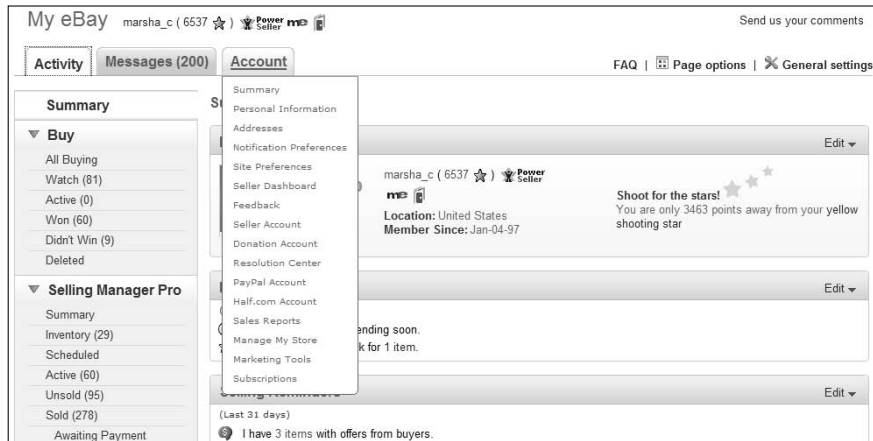 My eBay marsha_c ( 6537 ) Power Seller me
Send us your comments
Activity Messages (200) Account
FAQ | Page options | General settings
Summary
Buy
All Buying
Watch (81)
Active (0)
Won (60)
Didn't Win (9)
Deleted
Selling Manager Pro
Summary
Inventory (29)
Scheduled
Active (60)
Unsold (95)
Sold (278)
Awaiting Payment
Summary
Personal Information
Addresses
Notification Preferences
Site Preferences
Seller Dashboard
Feedback
Seller Account
Donation Account
Resolution Center
PayPal Account
Half.com Account
Sales Reports
Manage My Store
Marketing Tools
Subscriptions
Edit
marsha_c ( 6537 ) Power Seller
me
Location: United States
Member Since: Jan-04-97
Shoot for the stars!
You are only 3463 points away from your yellow
shooting star
Edit
ending soon.
for 1 item.
Selling Reminders
Edit
(Last 31 days)
I have 3 items with offers from buyers.